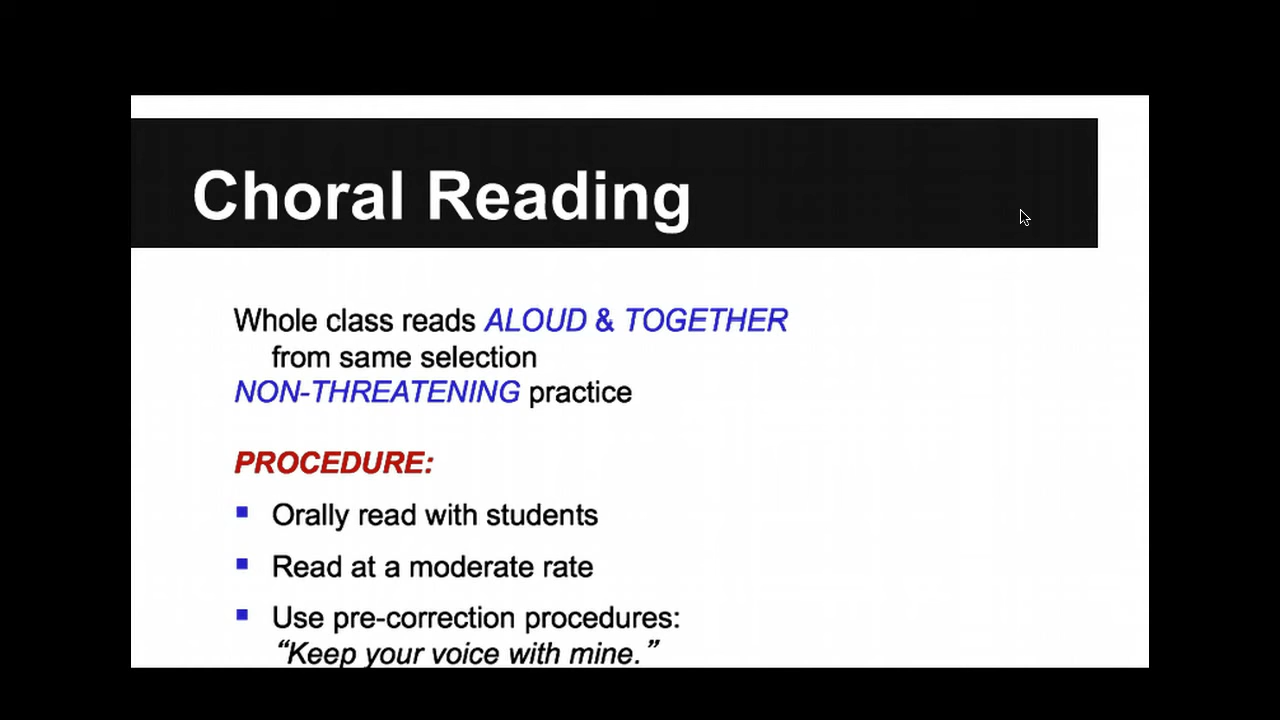 Choral Reading
Whole class reads ALOUD & TOGETHER
from same selection
NON-THREATENING practice
PROCEDURE:
▪ Orally read with students
▪ Read at a moderate rate
▪ Use pre-correction procedures:
“Keep your voice with mine.”